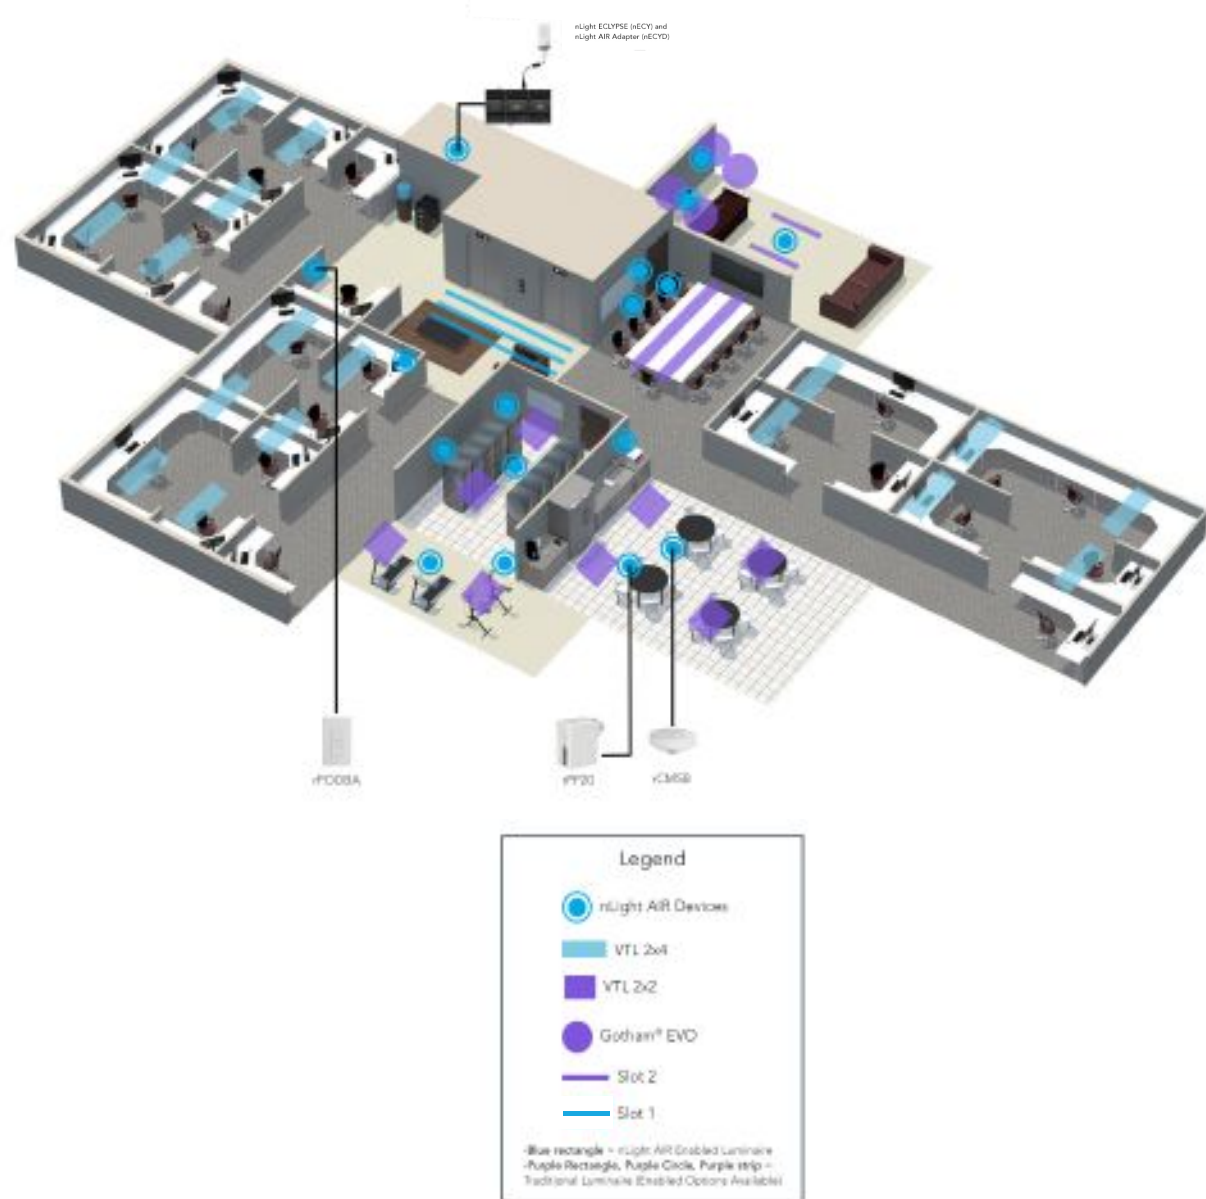 nLight ECLYPSE (nECY) and
nLight AIR Adapter (nECYD)
rPODBA
rPP20
rCMSB
Legend
nLight AIR Devices
VTL 2x4
VTL 2x2
Gotham® EVO
Slot 2
Slot 1
-Blue rectangle = nLight AIR Enabled Luminaire
-Purple Rectangle, Purple Circle, Purple strip =
Traditional Luminaire (Enabled Options Available)